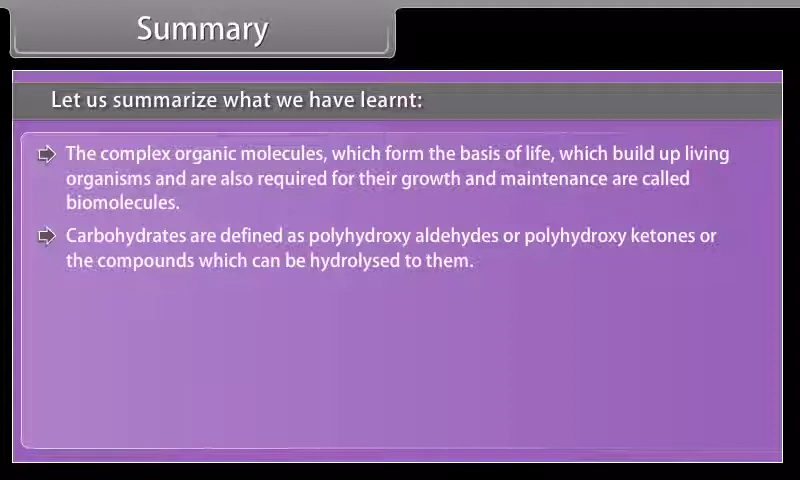 Summary
Let us summarize what we have learnt:
The complex organic molecules, which form the basis of life, which build up living
organisms and are also required for their growth and maintenance are called
biomolecules.
Carbohydrates are defined as polyhydroxy aldehydes or polyhydroxy ketones or
the compounds which can be hydrolysed to them.